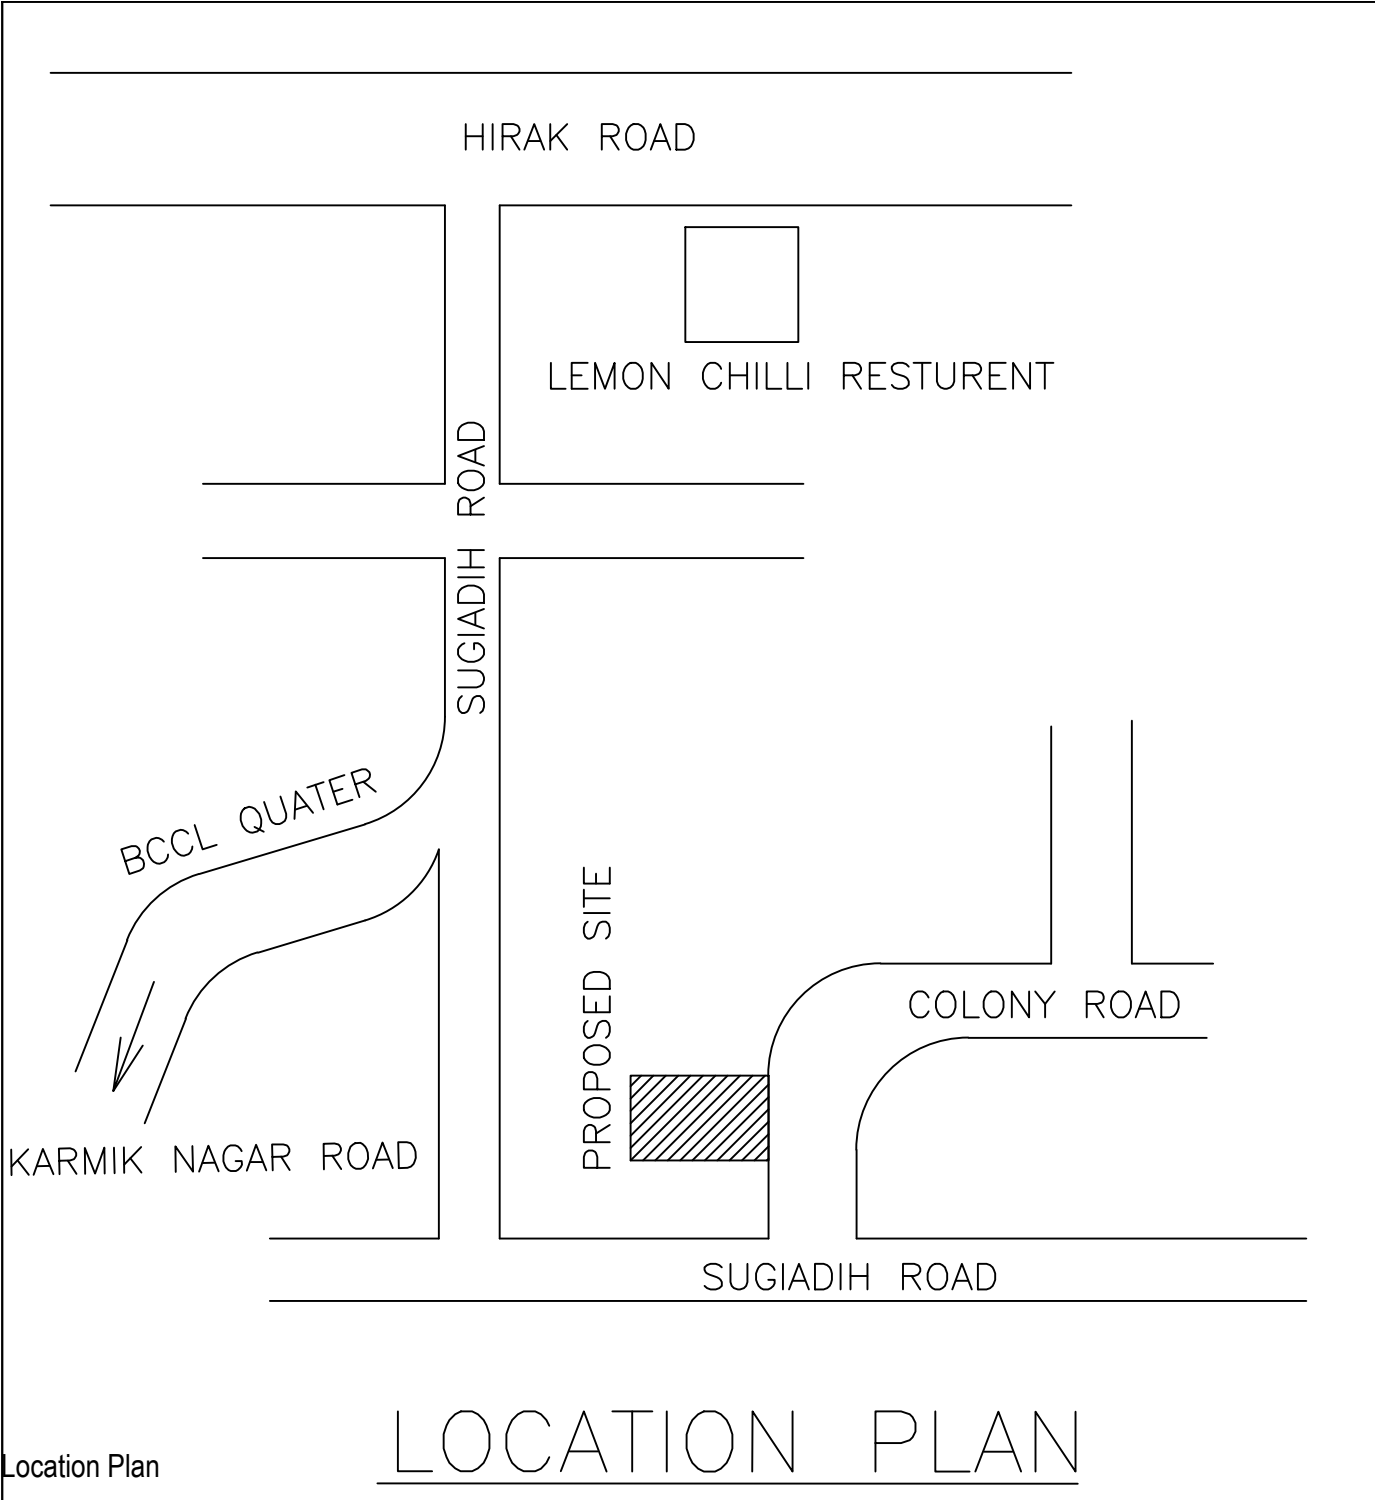 HIRAK ROAD
LEMON CHILLI RESTURENT
SUGIADIH ROAD
BCCL QUATER
PROPOSED SITE
COLONY ROAD
KARMIK NAGAR ROAD
SUGIADIH ROAD
LOCATION PLAN
Location Plan